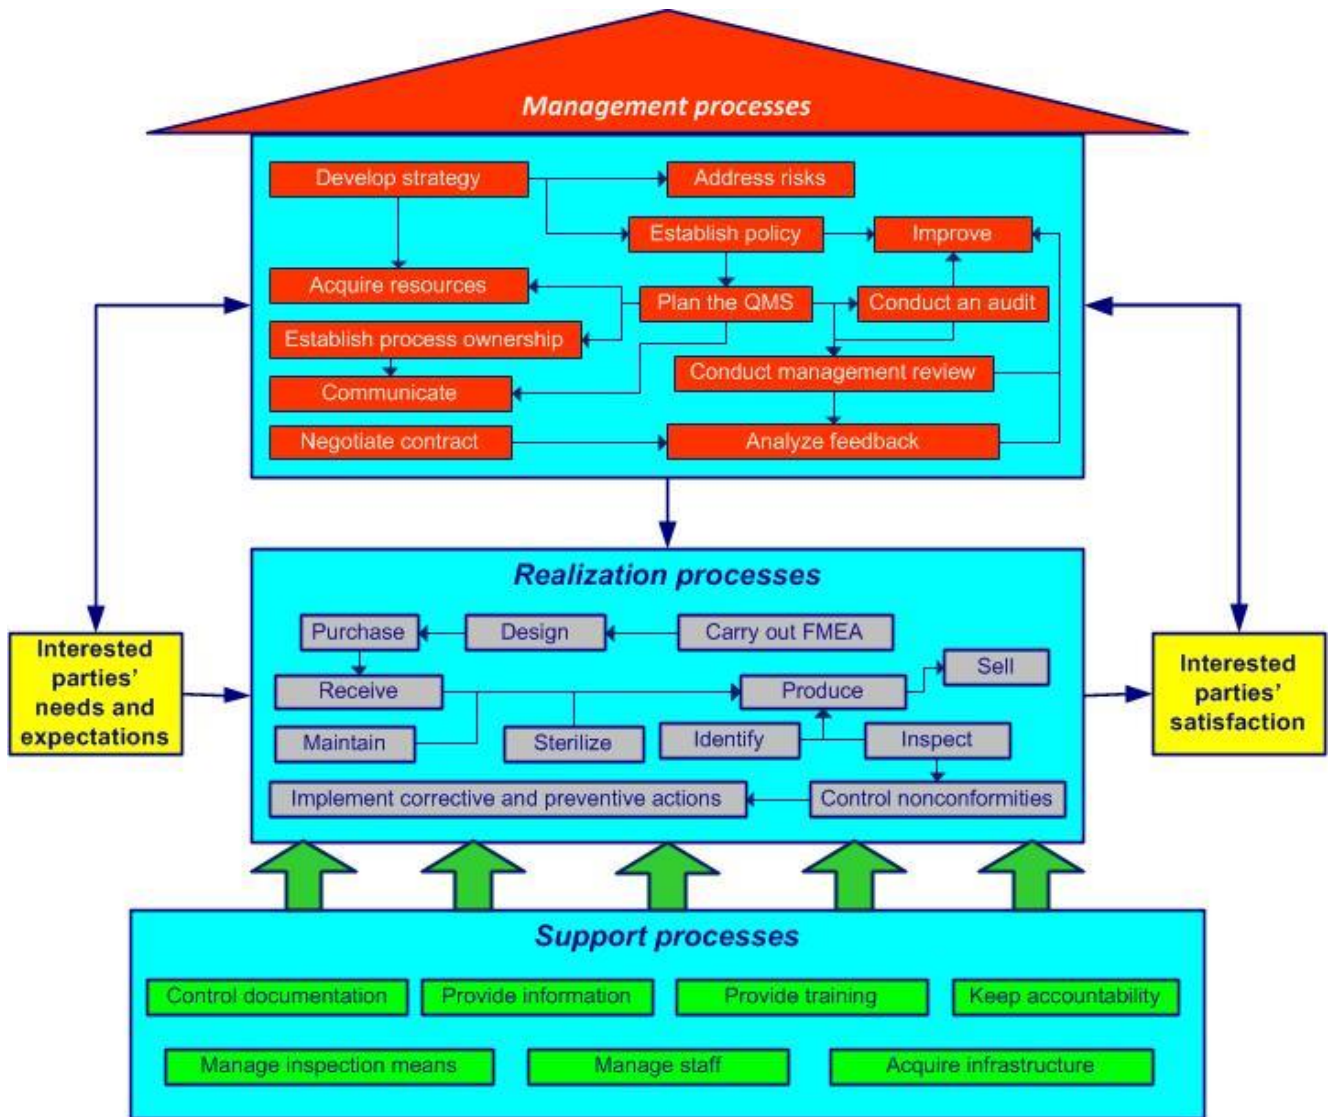 Management processes
Develop strategy
Address risks
Establish policy
Improve
Acquire resources
Plan the QMS
Conduct an audit
Establish process ownership
Conduct management review
Communicate
Negotiate contract
Analyze feedback
Realization processes
Purchase
Design
Carry out FMEA
Sell
Receive
Produce
Maintain
Sterilize
Identify
Inspect
Implement corrective and preventive actions
Control nonconformities
Interested
parties’
needs and
expectations
Interested
parties’
satisfaction
Support processes
Control documentation
Provide information
Provide training
Keep accountability
Manage inspection means
Manage staff
Acquire infrastructure